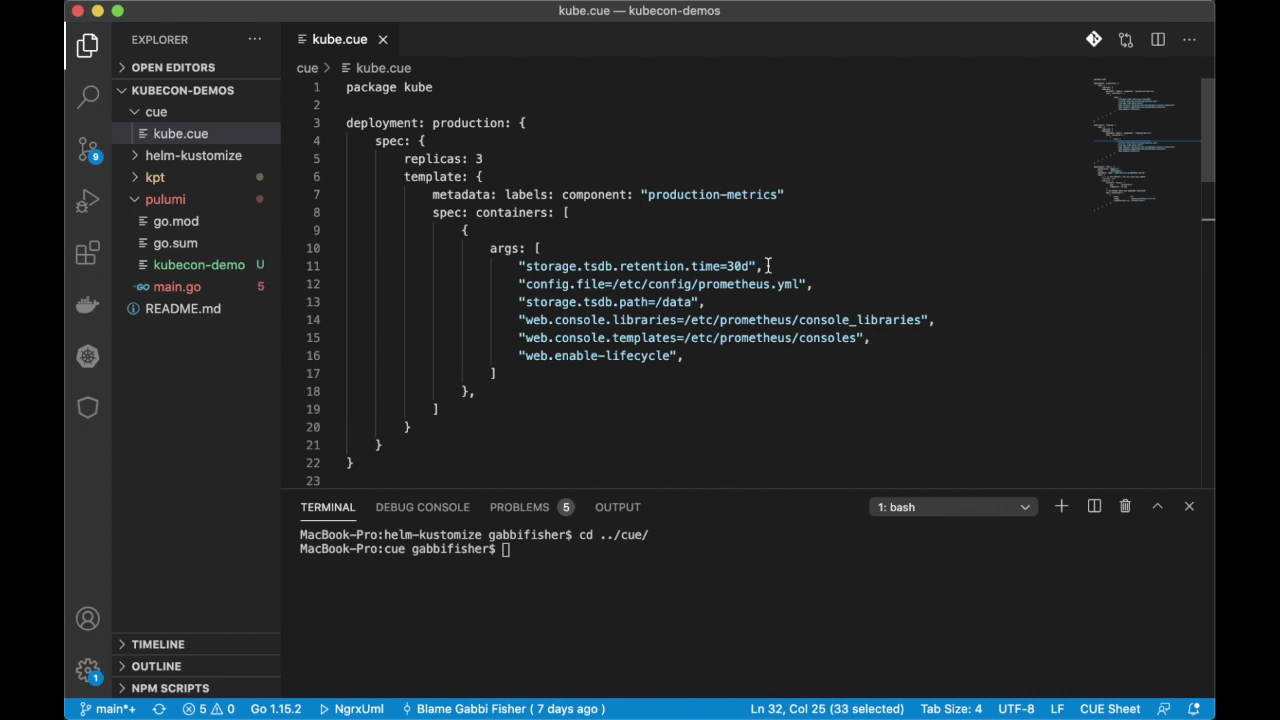 kube.cue — kubecon-demos
EXPLORER
OPEN EDITORS
KUBECON-DEMOS
cue
kube.cue
helm-kustomize
kpt
pulumi
go.mod
go.sum
kubecon-demo U
main.go 5
README.md
TIMELINE
OUTLINE
NPM SCRIPTS
9
1
kube.cue
cue > kube.cue
1 package kube
2
3 deployment: production: {
4 spec: {
5 replicas: 3
6 template: {
7 metadata: labels: component: "production-metrics"
8 spec: containers: [
9 {
10 args: [
11 "storage.tsdb.retention.time=30d",
12 "config.file=/etc/config/prometheus.yml",
13 "storage.tsdb.path=/data",
14 "web.console.libraries=/etc/prometheus/console_libraries",
15 "web.console.templates=/etc/prometheus/consoles",
16 "web.enable-lifecycle",
17 ]
18 },
19 ]
20 }
21 }
22 }
23
TERMINAL DEBUG CONSOLE PROBLEMS 5 OUTPUT 1: bash
MacBook-Pro:helm-kustomize gabbifisher$ cd ../cue/
MacBook-Pro:cue gabbifisher$
main*+ 5 0 Go 1.15.2 NgrxUml Blame Gabbi Fisher ( 7 days ago ) Ln 32, Col 25 (33 selected) Tab Size: 4 UTF-8 LF CUE Sheet